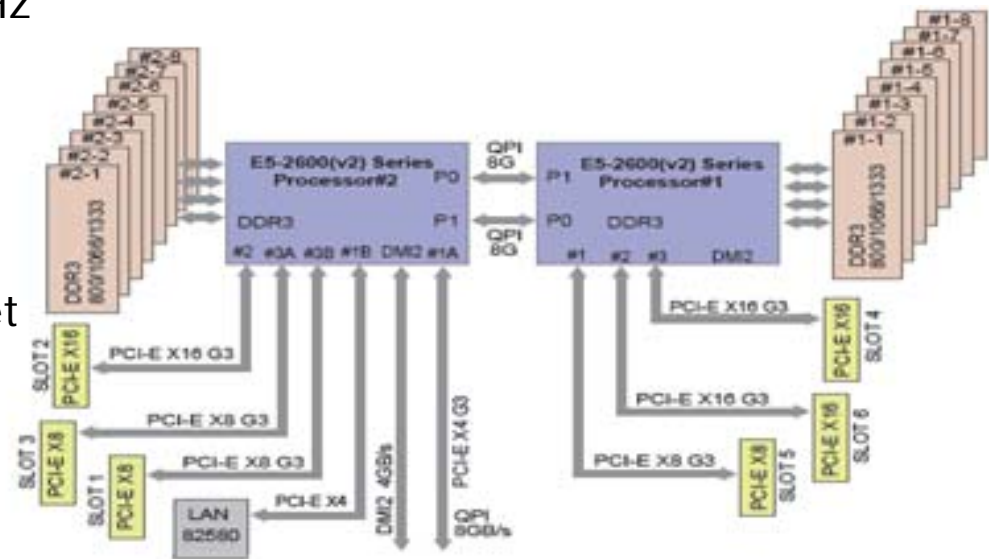 HZ
#2-8
#2-7
#2-6
#2-5
#2-4
#2-3
#2-2
#2-1
DDR3
800/1066/1333
E5-2600(v2) Series
Processor#2
P0
P1
DDR3
#2 #3A #3B #1B DMI2 #1A
QPI
8G
QPI
8G
E5-2600(v2) Series
Processor#1
P1
P0
DDR3
#1 #2 #3 DMI2
#1-8
#1-7
#1-6
#1-5
#1-4
#1-3
#1-2
#1-1
DDR3
800/1066/1333
et
SLOT 2
PCI-E X16
PCI-E X16 G3
SLOT 3
PCI-E X8
PCI-E X8 G3
SLOT 1
PCI-E X8
PCI-E X8 G3
LAN
82580
PCI-E X4
DMI2 4GB/s
PCI-E X4 G3
QPI
8GB/s
PCI-E X16 G3
PCI-E X16
SLOT 4
PCI-E X16 G3
PCI-E X16
SLOT 6
PCI-E X8 G3
PCI-E X8
SLOT 5